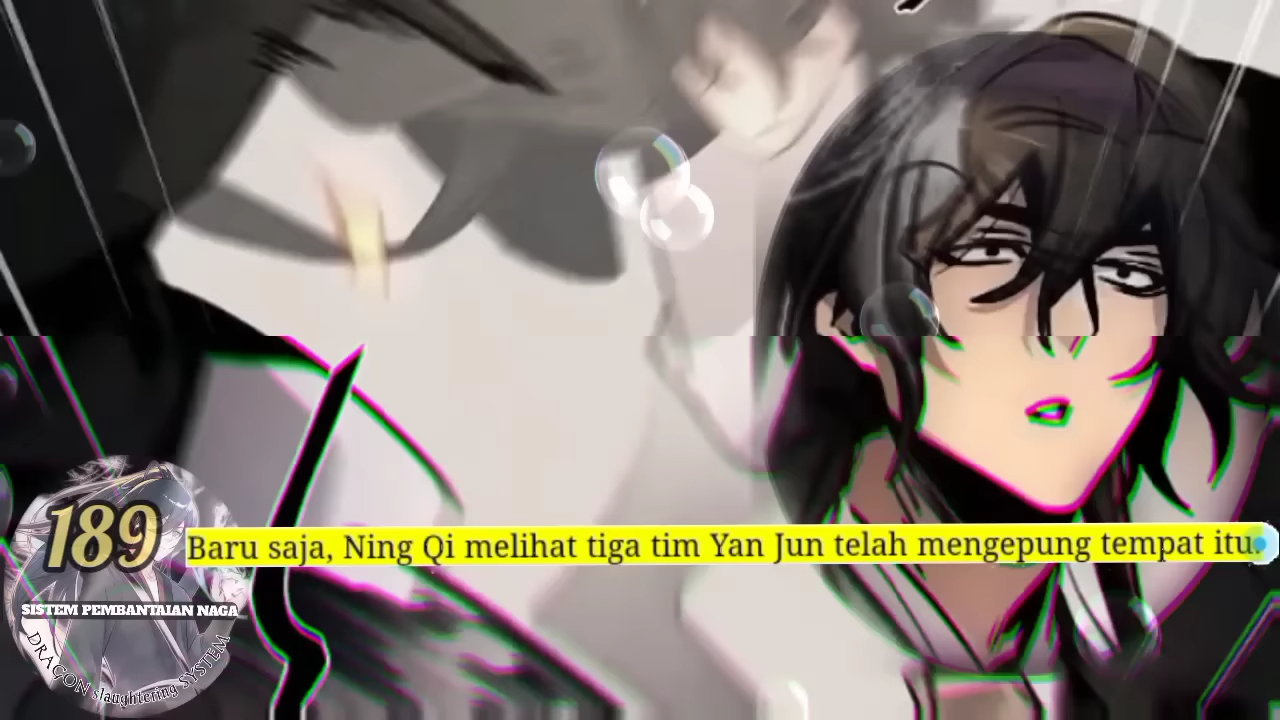 189
Baru saja, Ning Qi melihat tiga tim Yan Jun telah mengepung tempat itu.
SISTEM PEMBANTAIAN NAGA
DRAGON slaughtering SYSTEM